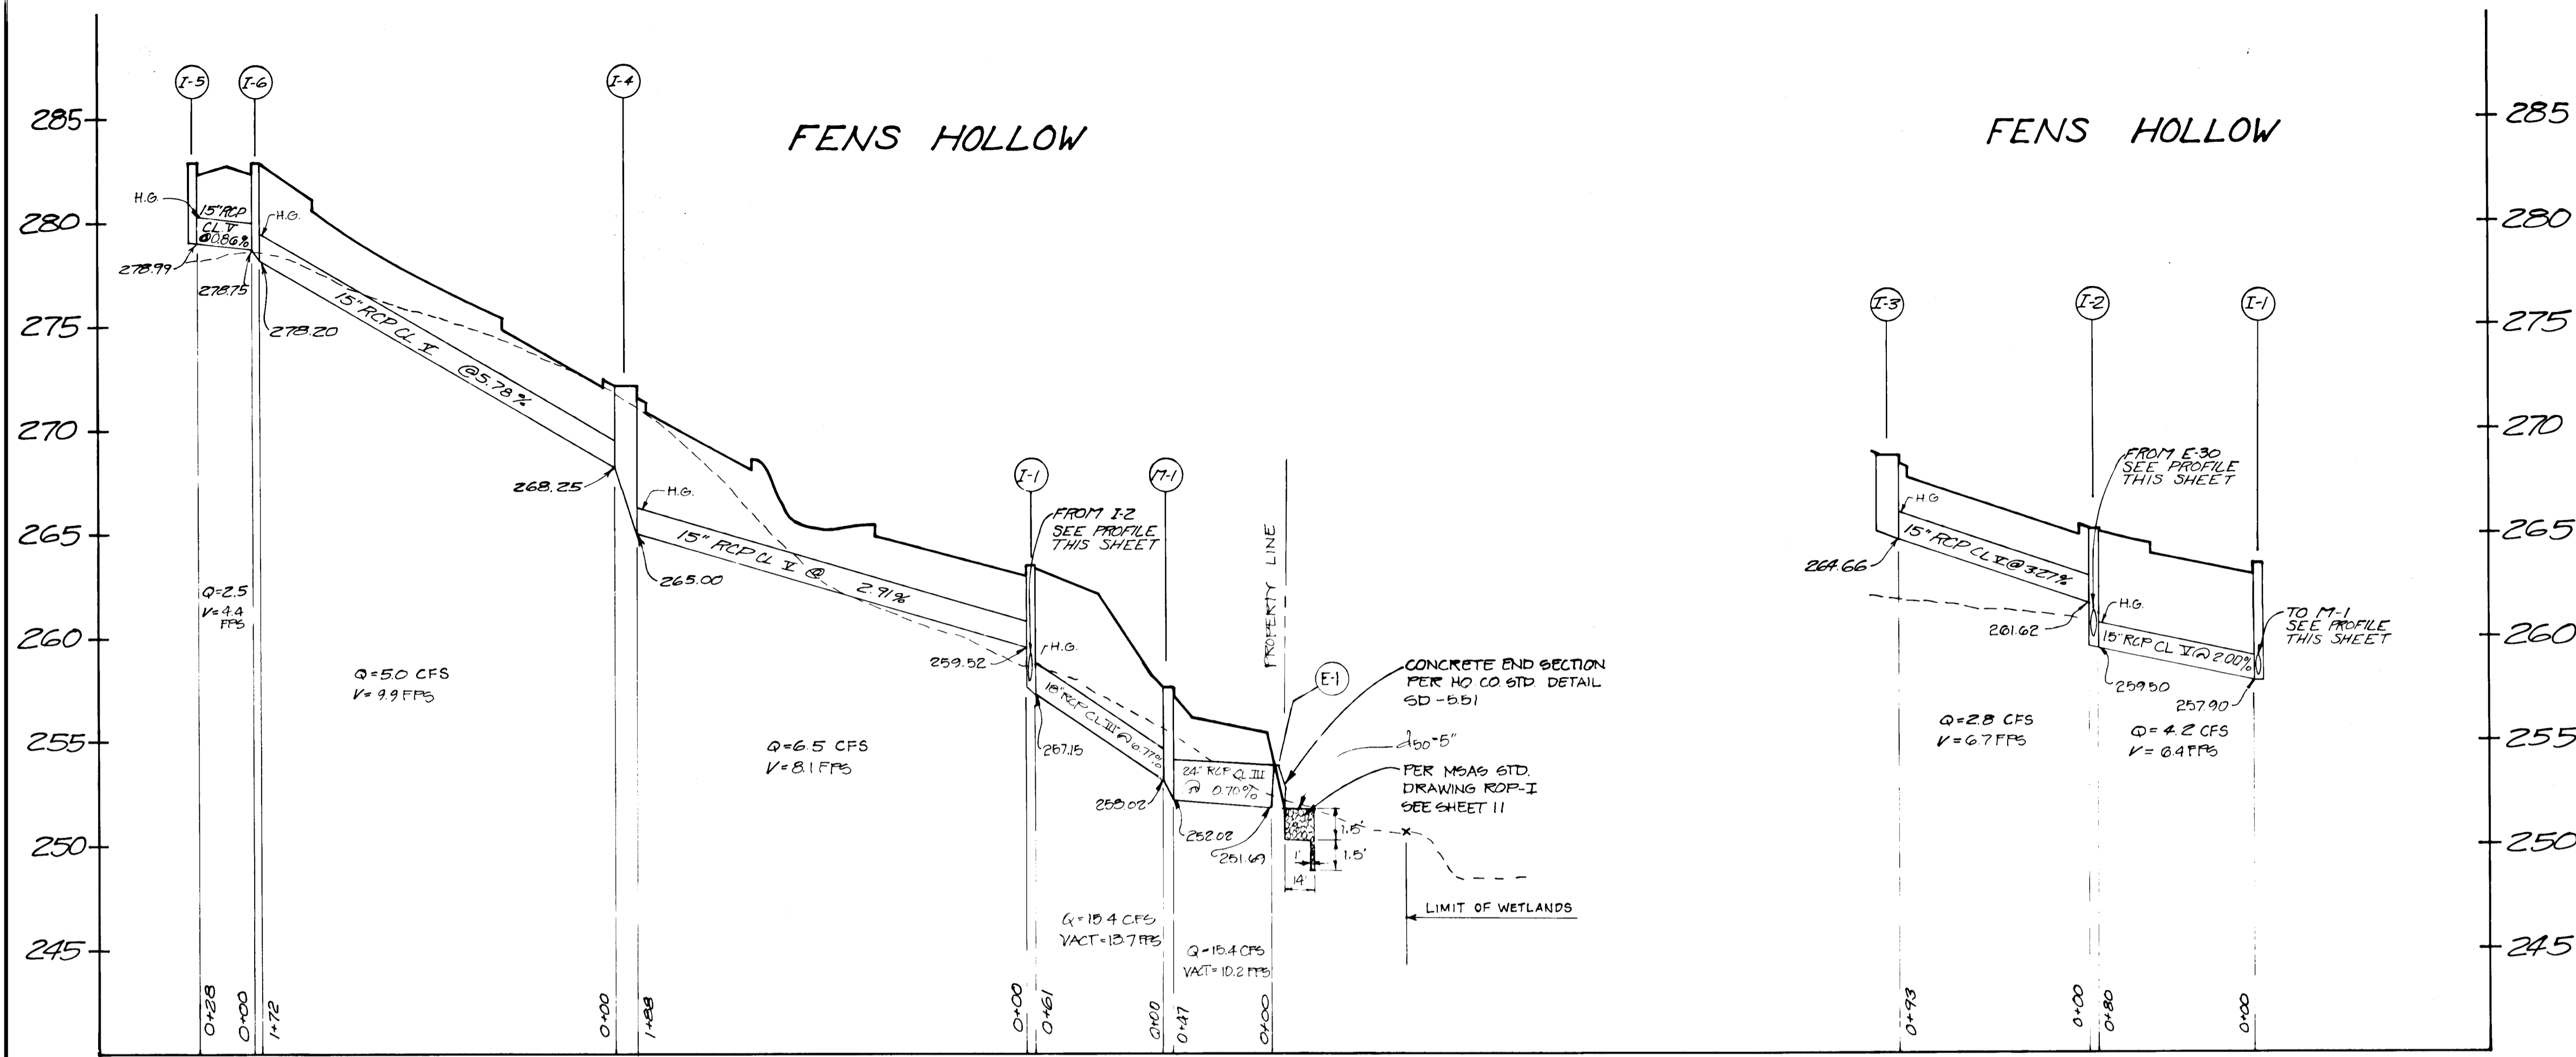 FENS HOLLOW
FENS HOLLOW
285
280
275
270
265
260
255
250
245
I-5
I-6
I-4
I-1
M-1
E-1
H.G.
15" RCP
CL V
@0.86%
278.99
278.75
H.G.
278.20
15" RCP CL V
@5.78%
268.25
H.G.
265.00
15" RCP CL V @ 2.91%
FROM I-2
SEE PROFILE
THIS SHEET
259.52
H.G.
257.15
18" RCP CL III @ 6.77%
253.02
24" RCP CL III
@ 0.70%
252.02
251.69
PROPERTY LINE
CONCRETE END SECTION
PER HO CO. STD. DETAIL
SD-5.51
d50=5"
PER MSAS STD.
DRAWING ROP-I
SEE SHEET 11
1.5'
1.5'
1'
14'
LIMIT OF WETLANDS
Q=2.5
V=4.4
FPS
Q=5.0 CFS
V=9.9 FPS
Q=6.5 CFS
V=8.1 FPS
Q=15.4 CFS
VACT=13.7 FPS
Q=15.4 CFS
VACT=10.2 FPS
0+28
0+00
1+72
0+00
1+88
0+00
0+61
0+00
0+47
0+00
I-3
I-2
I-1
H.G
264.66
15" RCP CL V @ 3.27%
FROM E-30
SEE PROFILE
THIS SHEET
261.62
H.G.
15" RCP CL V @ 2.00%
259.50
257.90
TO M-1
SEE PROFILE
THIS SHEET
Q=2.8 CFS
V=6.7 FPS
Q=4.2 CFS
V=6.4 FPS
0+93
0+00
0+80
0+00
285
280
275
270
265
260
255
250
245